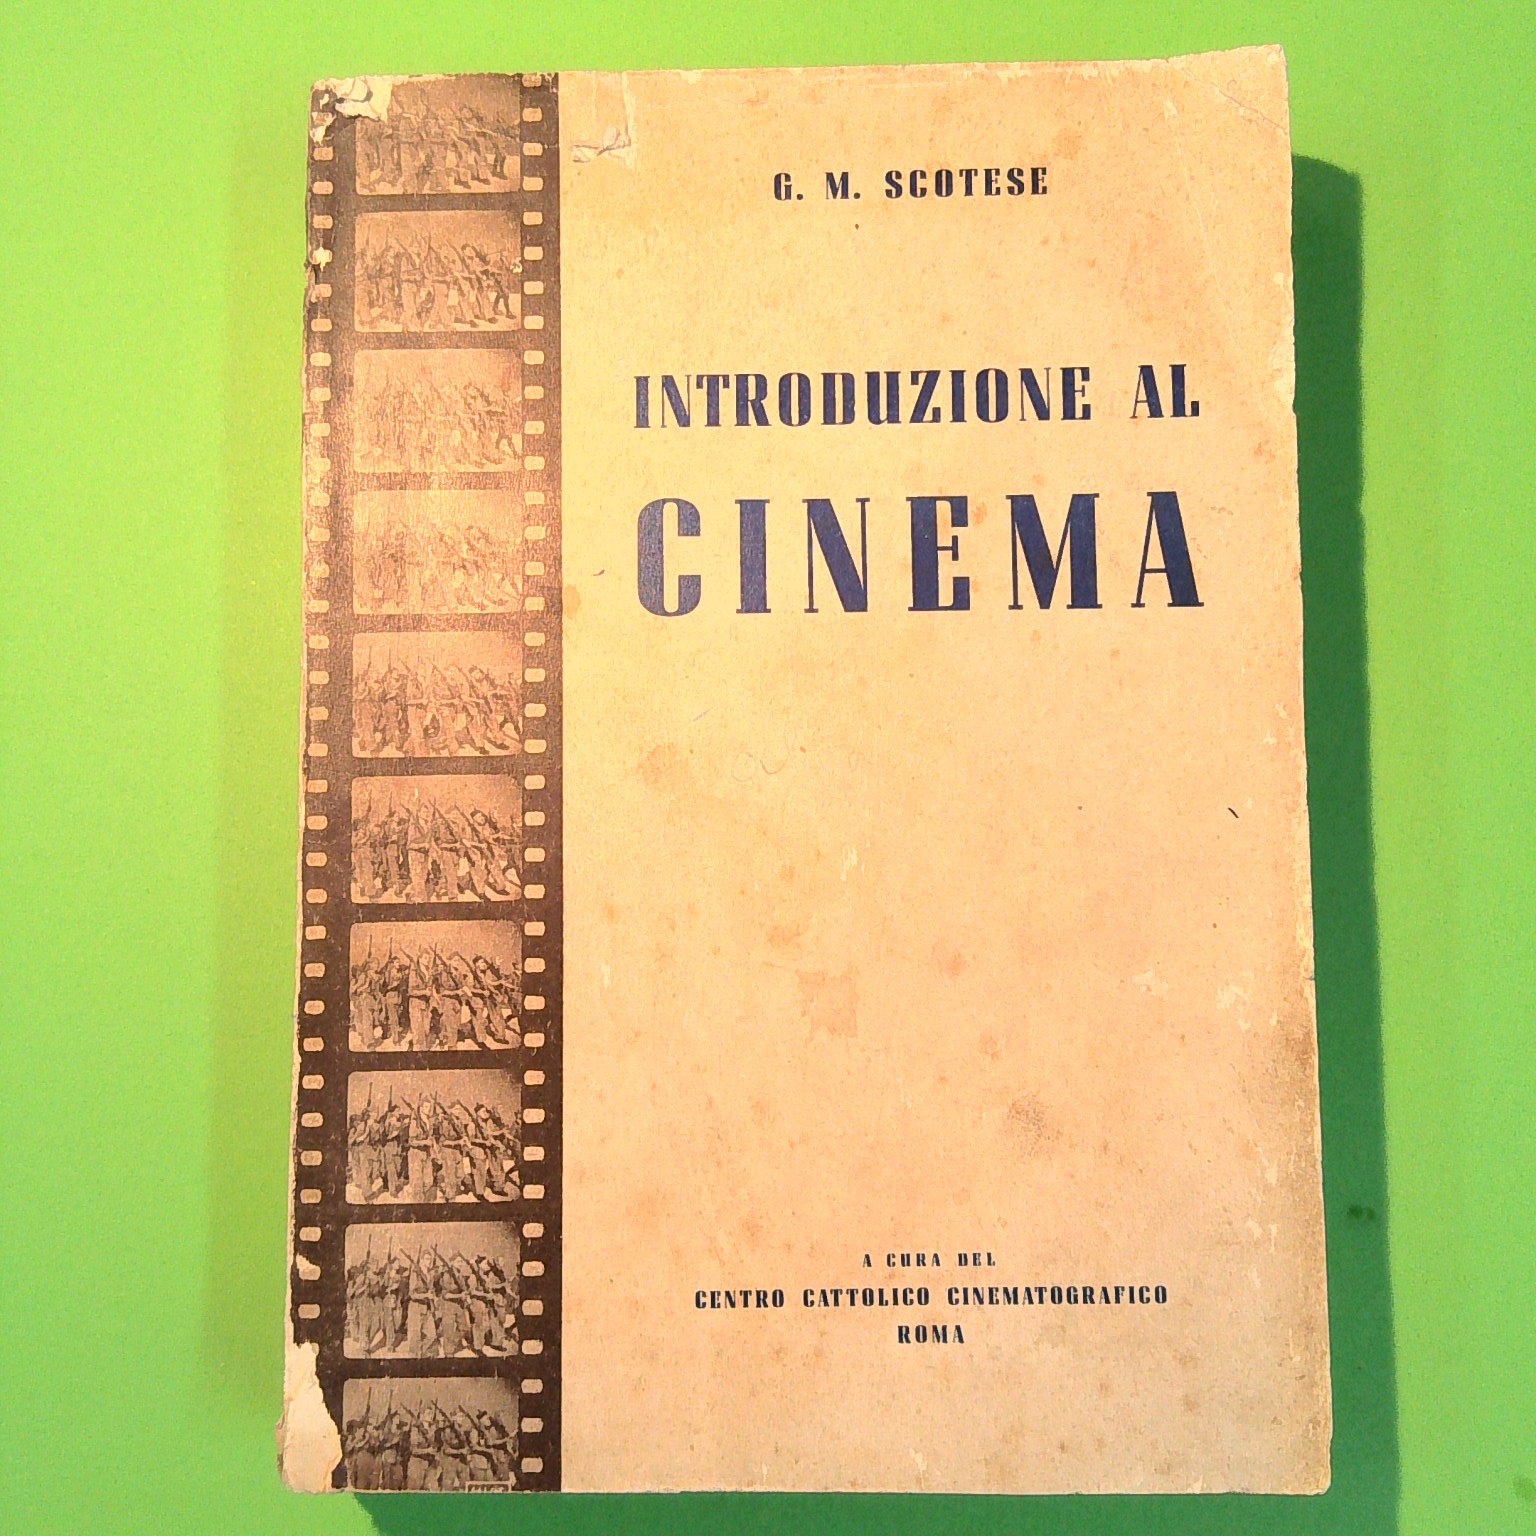 G. M. SCOTESE
INTRODUZIONE AL
CINEMA
A CURA DEL
CENTRO CATTOLICO CINEMATOGRAFICO
ROMA